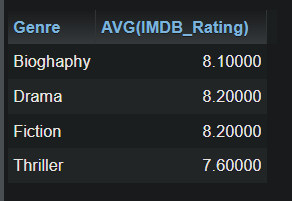 Genre AVG(IMDB_Rating)
Bioghaphy 8.10000
Drama 8.20000
Fiction 8.20000
Thriller 7.60000